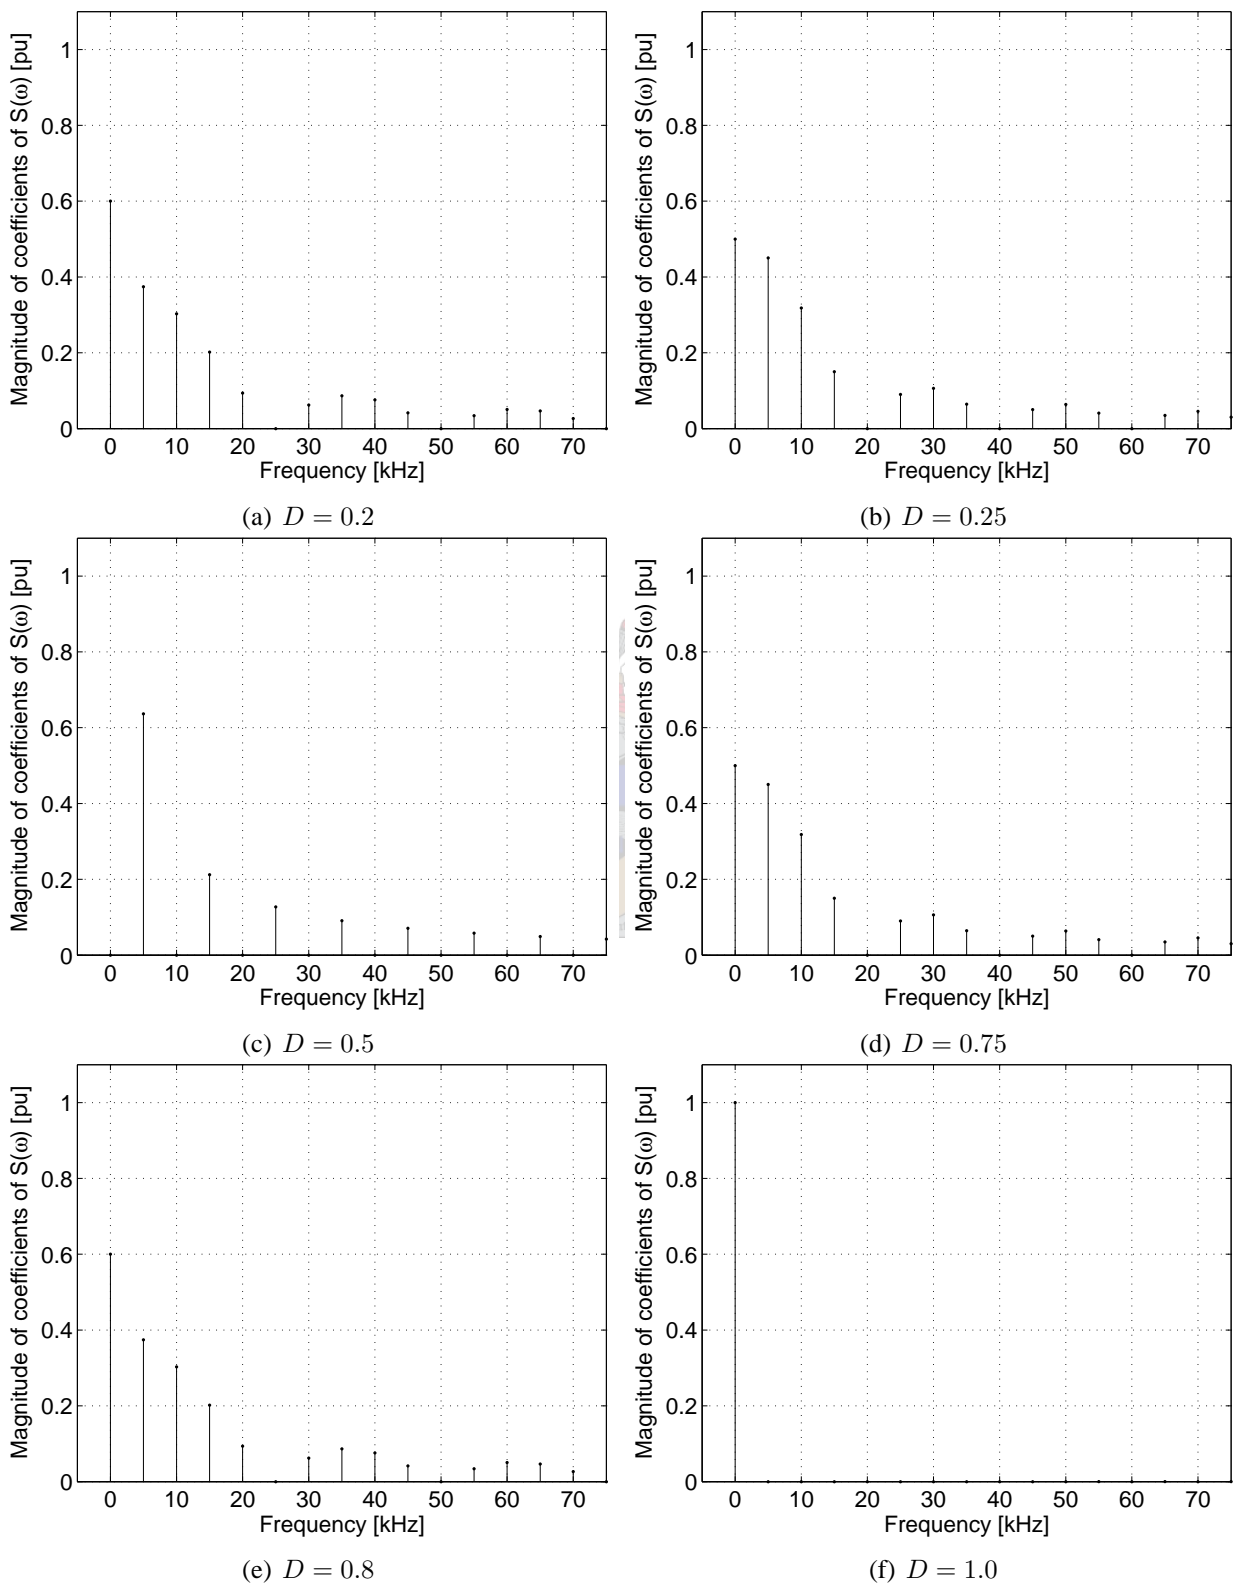 Magnitude of coefficients of S(ω) [pu]
1
0.8
0.6
0.4
0.2
0
0 10 20 30 40 50 60 70
Frequency [kHz]
(a) D = 0.2
Magnitude of coefficients of S(ω) [pu]
1
0.8
0.6
0.4
0.2
0
0 10 20 30 40 50 60 70
Frequency [kHz]
(b) D = 0.25
Magnitude of coefficients of S(ω) [pu]
1
0.8
0.6
0.4
0.2
0
0 10 20 30 40 50 60 70
Frequency [kHz]
(c) D = 0.5
Magnitude of coefficients of S(ω) [pu]
1
0.8
0.6
0.4
0.2
0
0 10 20 30 40 50 60 70
Frequency [kHz]
(d) D = 0.75
Magnitude of coefficients of S(ω) [pu]
1
0.8
0.6
0.4
0.2
0
0 10 20 30 40 50 60 70
Frequency [kHz]
(e) D = 0.8
Magnitude of coefficients of S(ω) [pu]
1
0.8
0.6
0.4
0.2
0
0 10 20 30 40 50 60 70
Frequency [kHz]
(f) D = 1.0